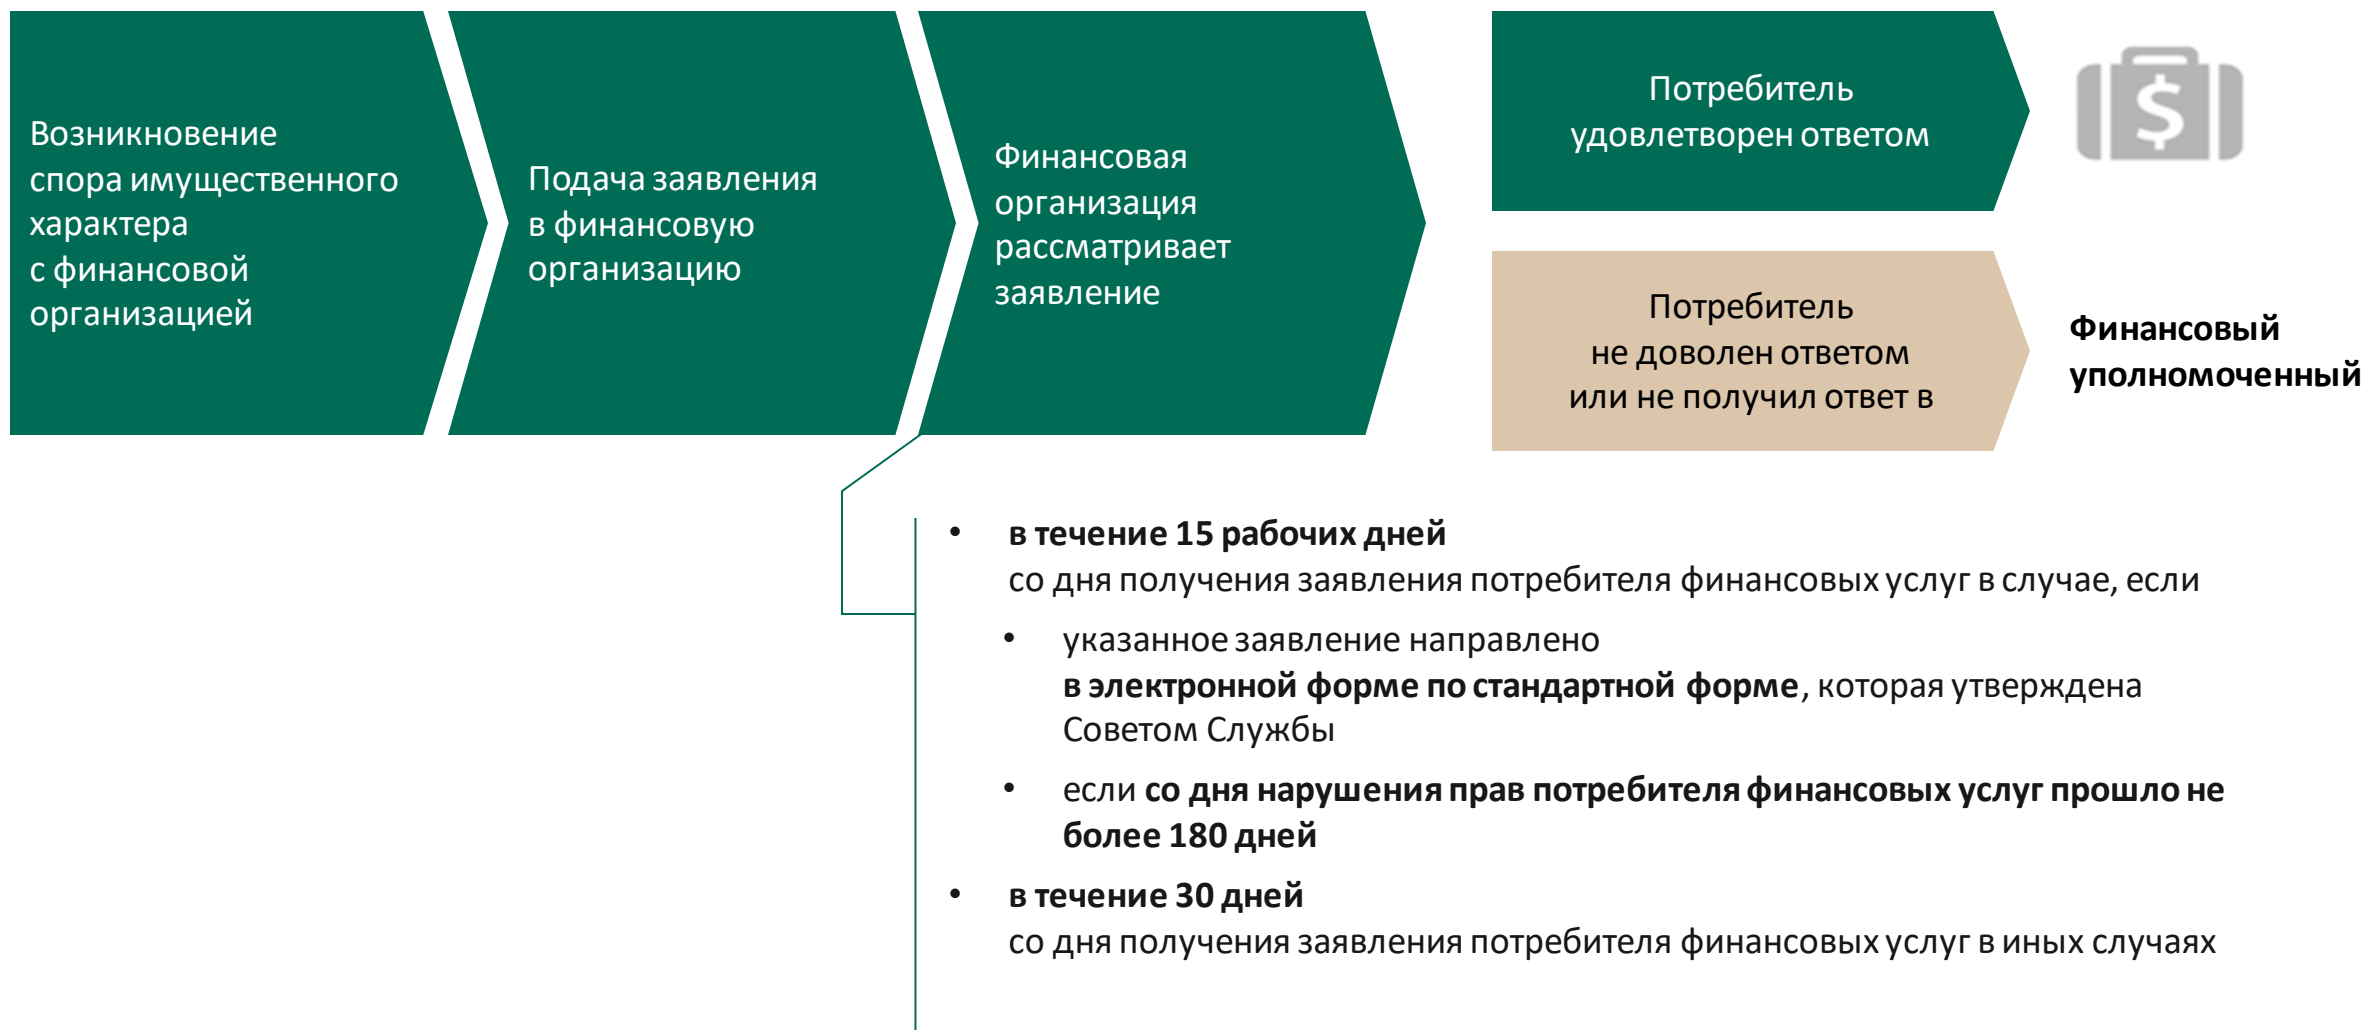 Возникновение
спора имущественного
характера
с финансовой
организацией
Подача заявления
в финансовую
организацию
Финансовая
организация
рассматривает
заявление
Потребитель
удовлетворен ответом
$
Потребитель
не доволен ответом
или не получил ответ в
Финансовый
уполномоченный
• в течение 15 рабочих дней
со дня получения заявления потребителя финансовых услуг в случае, если
• указанное заявление направлено
в электронной форме по стандартной форме, которая утверждена
Советом Службы
• если со дня нарушения прав потребителя финансовых услуг прошло не
более 180 дней
• в течение 30 дней
со дня получения заявления потребителя финансовых услуг в иных случаях